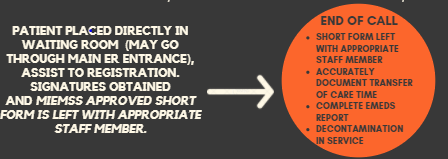 PATIENT PLACED DIRECTLY IN
WAITING ROOM (MAY GO
THROUGH MAIN ER ENTRANCE),
ASSIST TO REGISTRATION.
SIGNATURES OBTAINED
AND MIEMSS APPROVED SHORT
FORM IS LEFT WITH APPROPRIATE
STAFF MEMBER.
END OF CALL
• SHORT FORM LEFT
WITH APPROPRIATE
STAFF MEMBER
• ACCURATELY
DOCUMENT TRANSFER
OF CARE TIME
• COMPLETE EMEDS
REPORT
• DECONTAMINATION
IN SERVICE